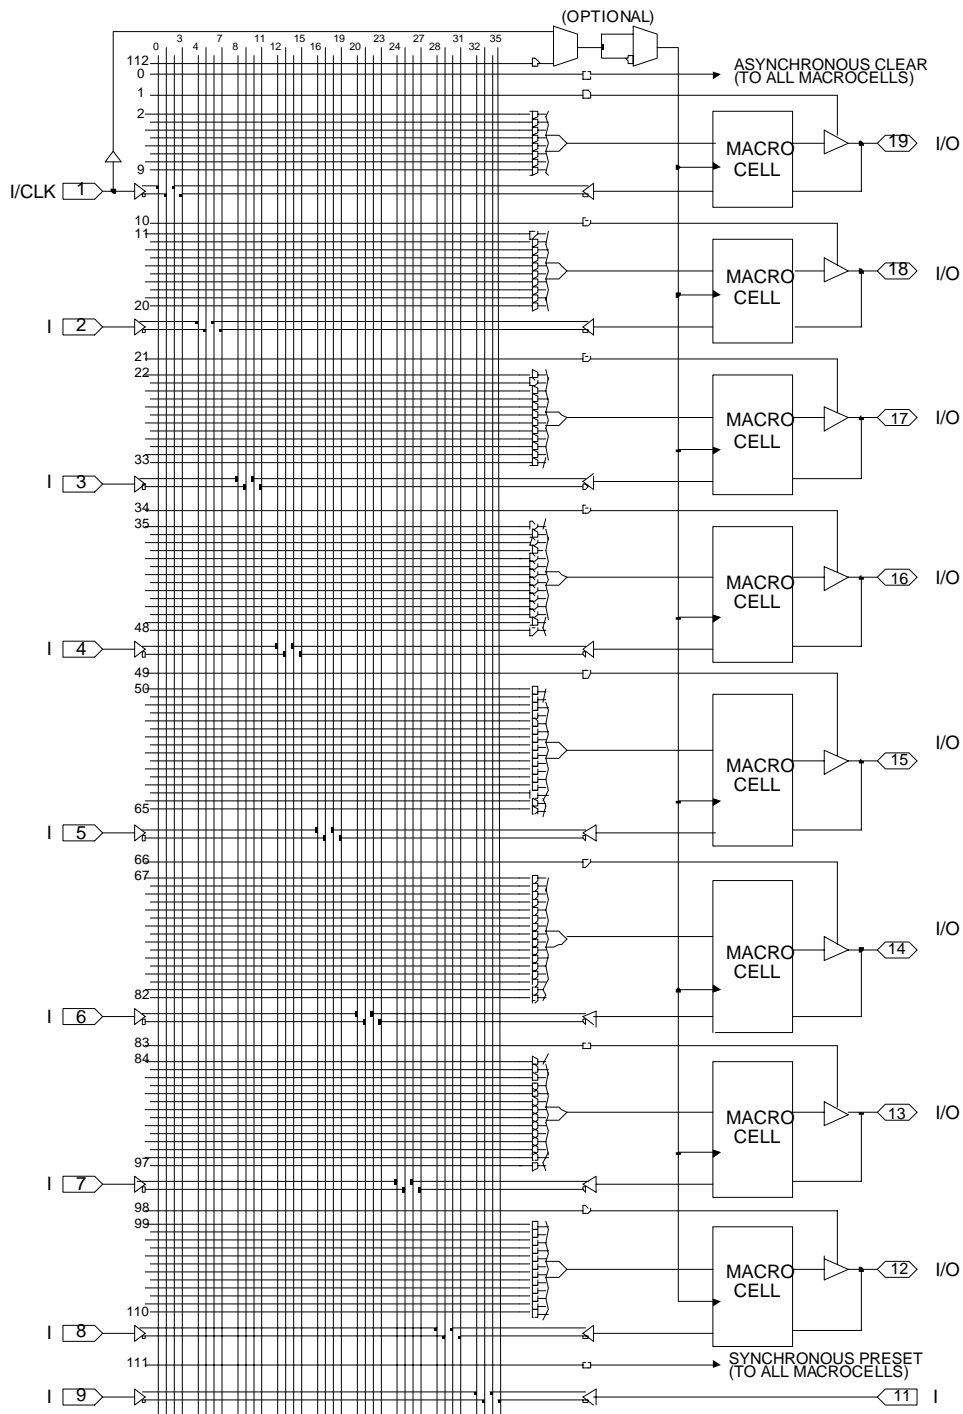 (OPTIONAL)
3 7 11 15 19 23 27 31 35
0 4 8 12 16 20 24 28 32
112
0
ASYNCHRONOUS CLEAR
(TO ALL MACROCELLS)
1
2
MACRO
CELL
19 I/O
9
I/CLK 1
10
11
MACRO
CELL
18 I/O
20
I 2
21
22
MACRO
CELL
17 I/O
33
I 3
34
35
MACRO
CELL
16 I/O
48
I 4
49
50
MACRO
CELL
I/O
15
65
I 5
66
67
MACRO
CELL
I/O
14
82
I 6
83
84
MACRO
CELL
13 I/O
97
I 7
98
99
MACRO
CELL
12 I/O
110
I 8
111
SYNCHRONOUS PRESET
(TO ALL MACROCELLS)
I 9
11 I